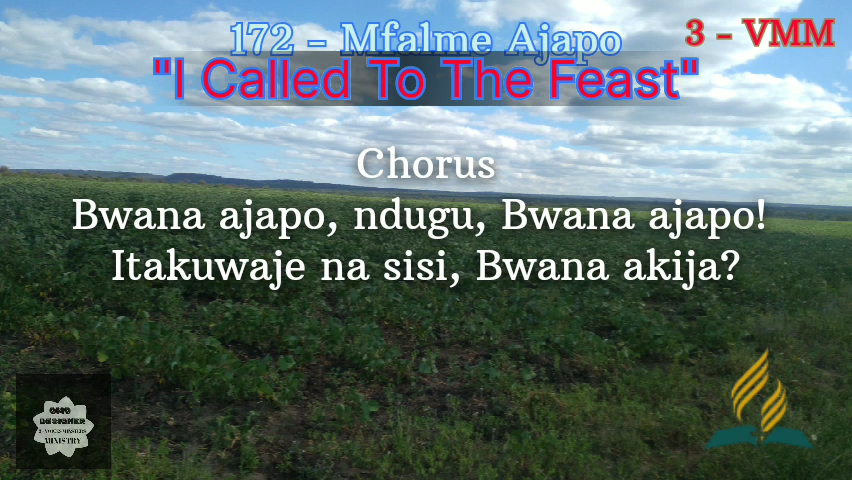 172 - Mfalme Ajapo
3 - VMM
"I Called To The Feast"
Chorus
Bwana ajapo, ndugu, Bwana ajapo!
Itakuwaje na sisi, Bwana akija?
MINISTRY